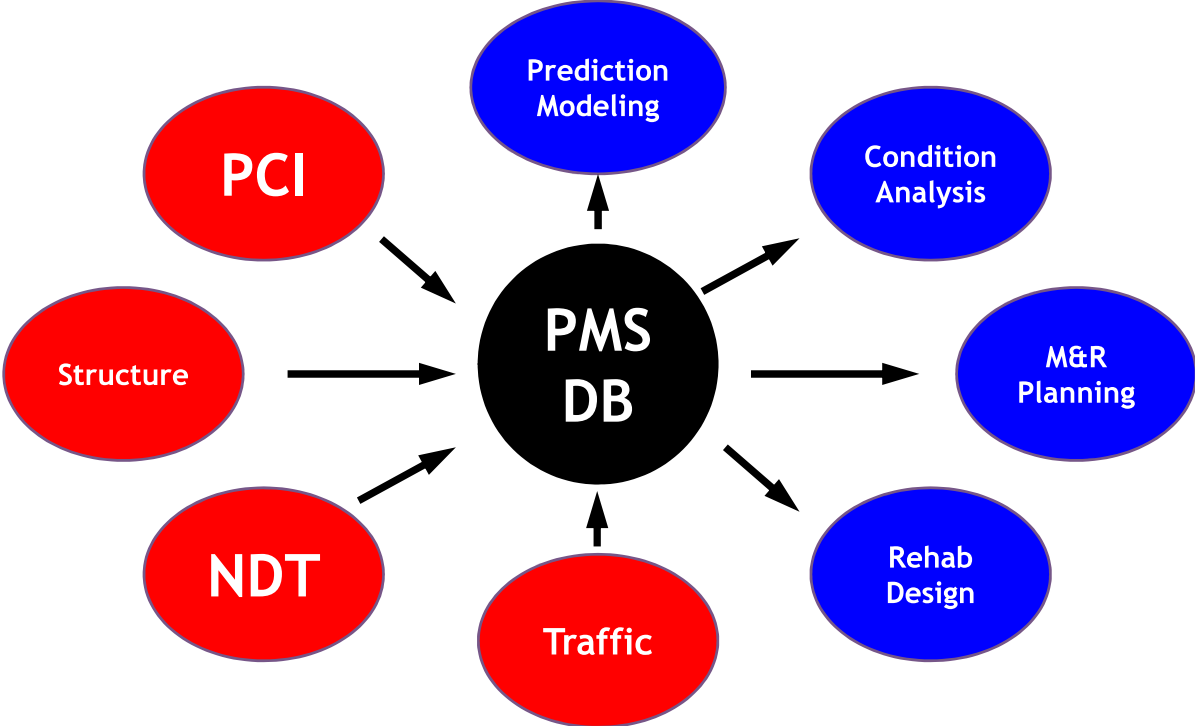 Prediction
Modeling
PCI
Condition
Analysis
Structure
PMS
DB
M&R
Planning
NDT
Traffic
Rehab
Design